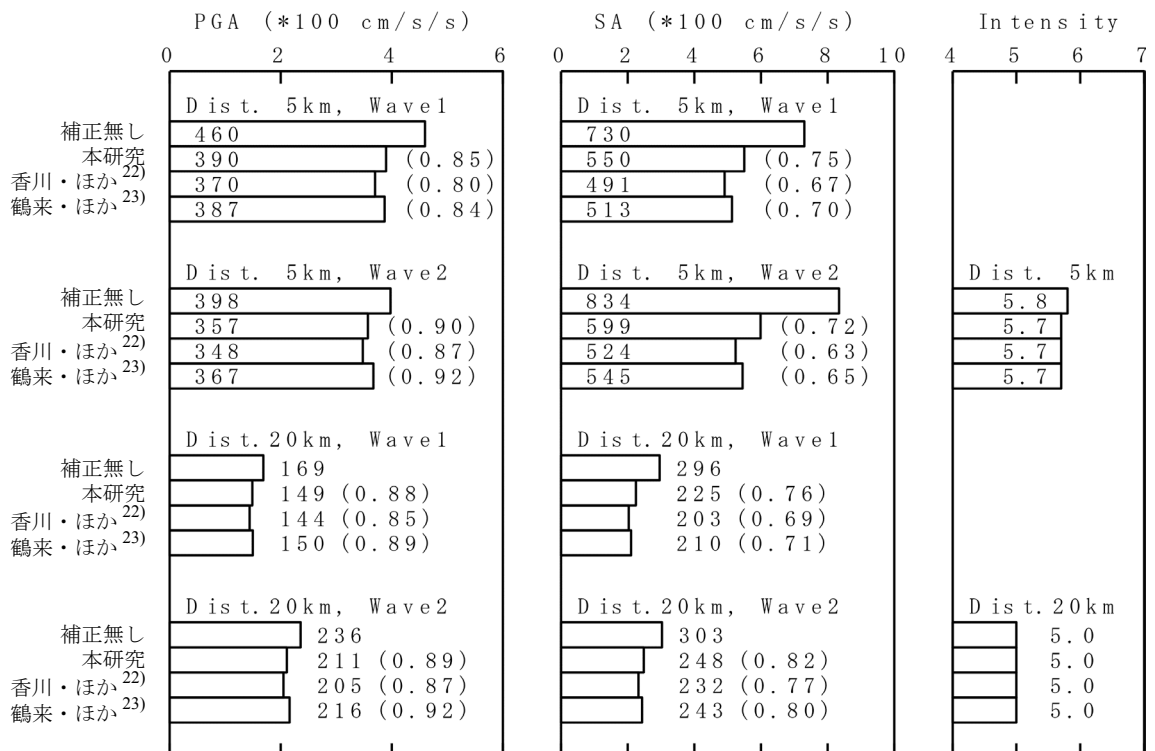 PGA (*100 cm/s/s) SA (*100 cm/s/s) Intensity
0 2 4 6 0 2 4 6 8 10 4 5 6 7
Dist. 5km, Wave1 Dist. 5km, Wave1
補正無し 460 730
本研究 390 (0.85) 550 (0.75)
香川・ほか22) 370 (0.80) 491 (0.67)
鶴来・ほか23) 387 (0.84) 513 (0.70)
Dist. 5km, Wave2 Dist. 5km, Wave2 Dist. 5km
補正無し 398 834 5.8
本研究 357 (0.90) 599 (0.72) 5.7
香川・ほか22) 348 (0.87) 524 (0.63) 5.7
鶴来・ほか23) 367 (0.92) 545 (0.65) 5.7
Dist.20km, Wave1 Dist.20km, Wave1
補正無し 169 296
本研究 149 (0.88) 225 (0.76)
香川・ほか22) 144 (0.85) 203 (0.69)
鶴来・ほか23) 150 (0.89) 210 (0.71)
Dist.20km, Wave2 Dist.20km, Wave2 Dist.20km
補正無し 236 303 5.0
本研究 211 (0.89) 248 (0.82) 5.0
香川・ほか22) 205 (0.87) 232 (0.77) 5.0
鶴来・ほか23) 216 (0.92) 243 (0.80) 5.0